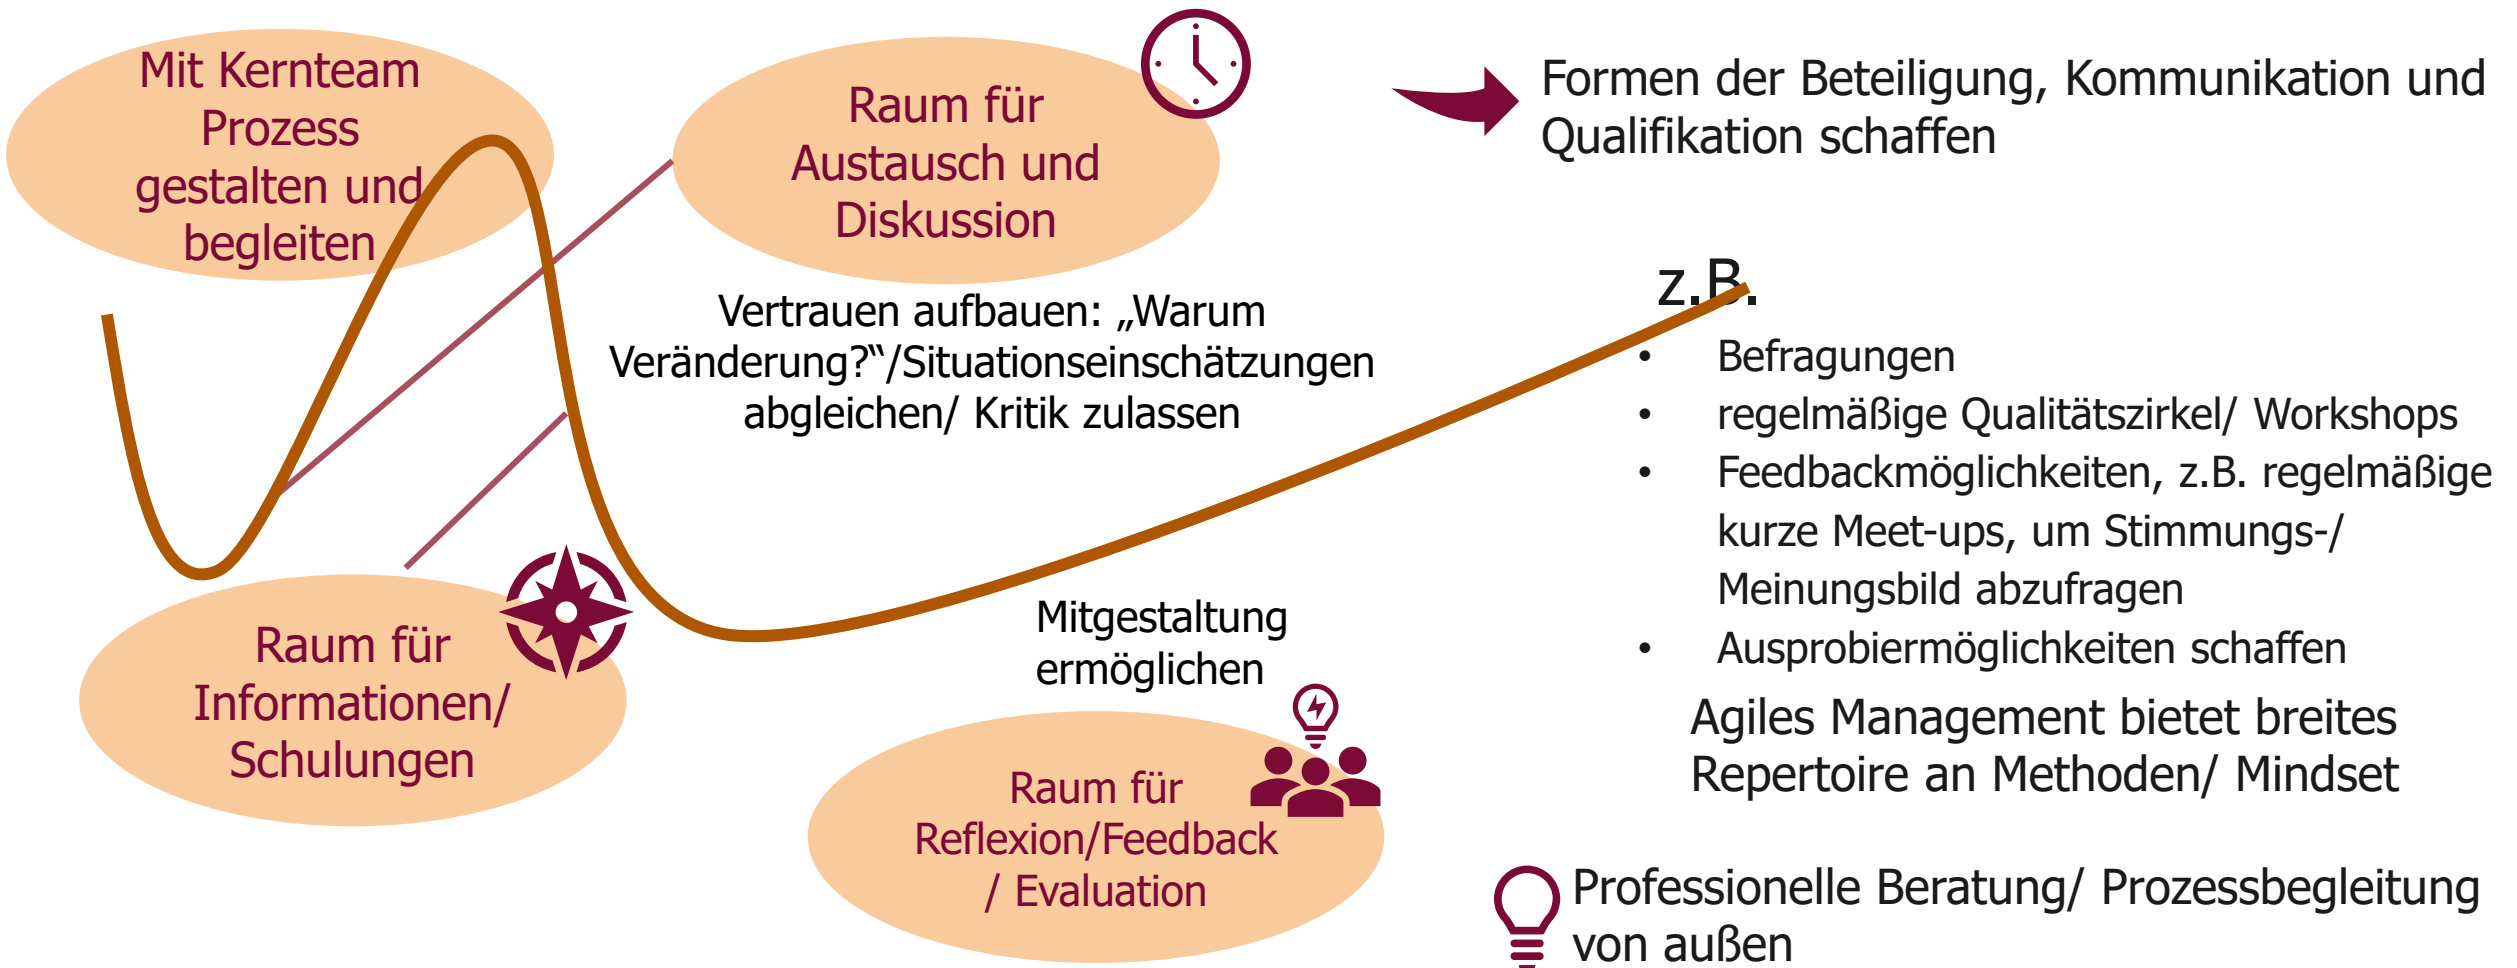 Mit Kernteam
Prozess
gestalten und
begleiten
Raum für
Austausch und
Diskussion
Vertrauen aufbauen: „Warum
Veränderung?“/Situationseinschätzungen
abgleichen/ Kritik zulassen
Raum für
Informationen/
Schulungen
Mitgestaltung
ermöglichen
Raum für
Reflexion/Feedback
/ Evaluation
Formen der Beteiligung, Kommunikation und
Qualifikation schaffen
z.B.
• Befragungen
• regelmäßige Qualitätszirkel/ Workshops
• Feedbackmöglichkeiten, z.B. regelmäßige
kurze Meet-ups, um Stimmungs-/
Meinungsbild abzufragen
• Ausprobiermöglichkeiten schaffen
Agiles Management bietet breites
Repertoire an Methoden/ Mindset
Professionelle Beratung/ Prozessbegleitung
von außen